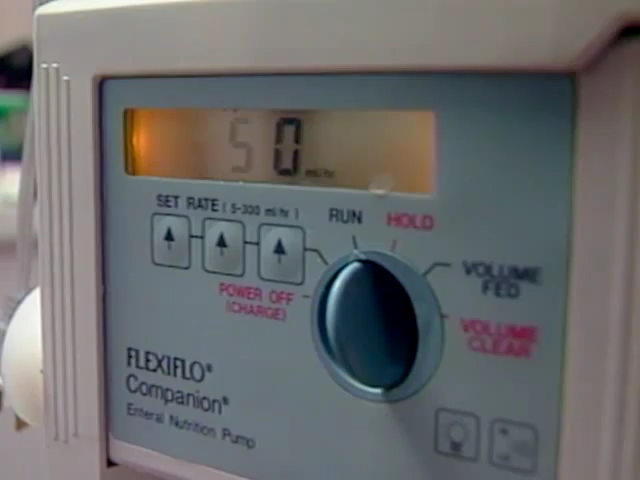 50 ml/hr
SET RATE ( 5-300 ml/hr )
RUN
HOLD
POWER OFF
(CHARGE)
VOLUME
FED
VOLUME
CLEAR
FLEXIFLO®
Companion®
Enteral Nutrition Pump